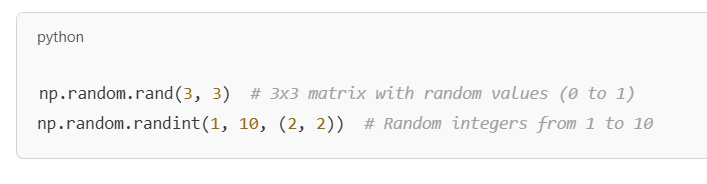 python
np.random.rand(3, 3)  # 3x3 matrix with random values (0 to 1)
np.random.randint(1, 10, (2, 2))  # Random integers from 1 to 10